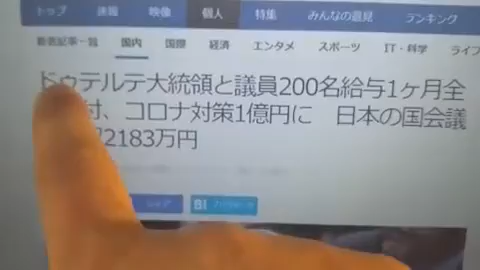 トップ 速報 映像 個人 特集 みんなの意見 ランキング
新着記事一覧 国内 国際 経済 エンタメ スポーツ IT・科学 ライフ
ドゥテルテ大統領と議員200名給与1ヶ月全
付、コロナ対策1億円に 日本の国会議
2183万円
シェア
B!